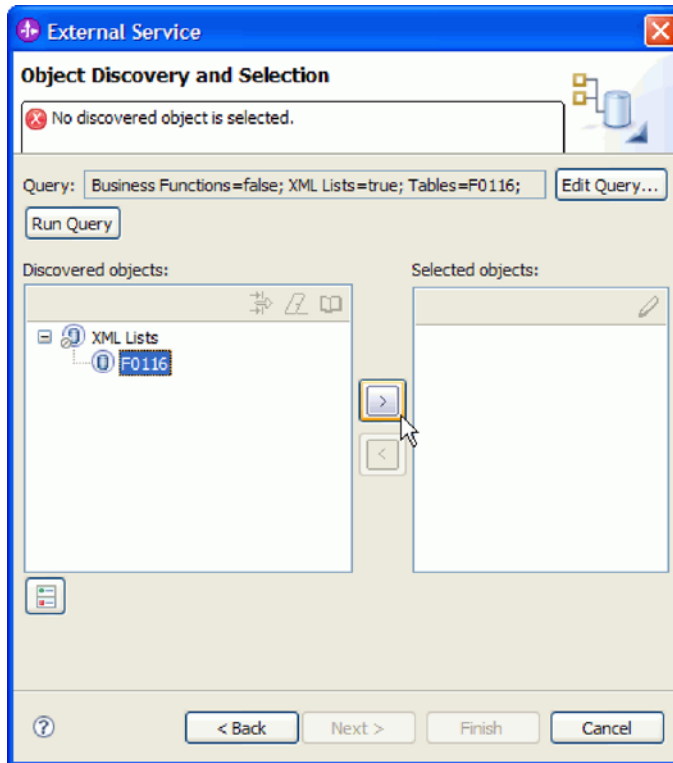 External Service
Object Discovery and Selection
No discovered object is selected.
Query: Business Functions=false; XML Lists=true; Tables=F0116; Edit Query...
Run Query
Discovered objects: Selected objects:
XML Lists
F0116
>
<
? < Back Next > Finish Cancel